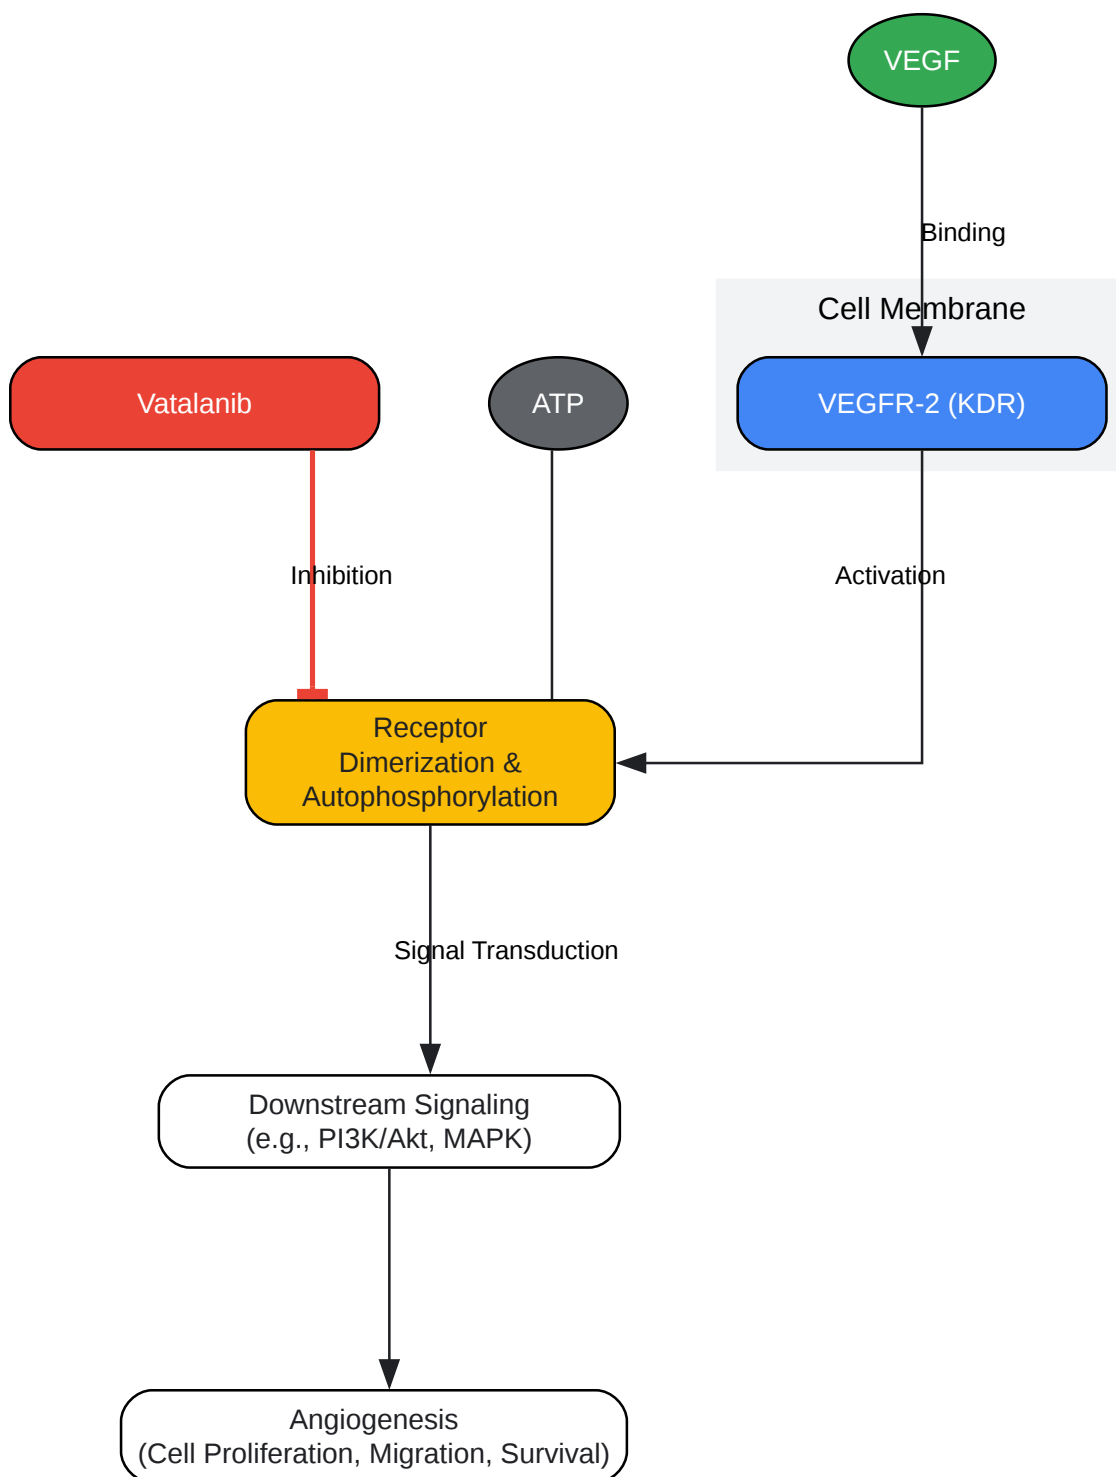 VEGF
Binding
Cell Membrane
Vatalanib
ATP
VEGFR-2 (KDR)
Inhibition
Activation
Receptor
Dimerization &
Autophosphorylation
Signal Transduction
Downstream Signaling
(e.g., PI3K/Akt, MAPK)
Angiogenesis
(Cell Proliferation, Migration, Survival)